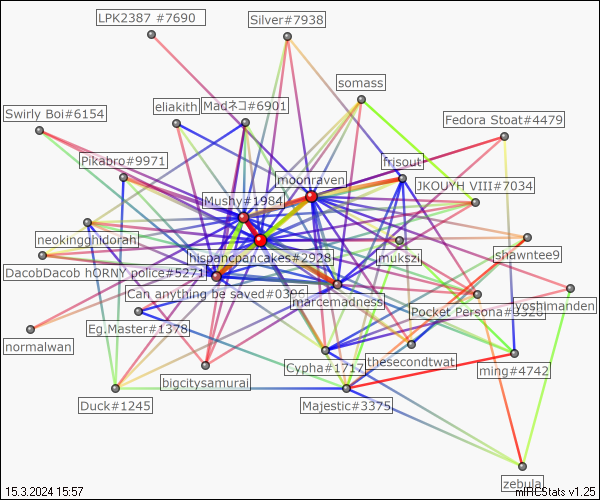 LPK2387 #7690
Silver#7938
somass
eliakith
Madネコ#6901
Swirly Boi#6154
Fedora Stoat#4479
Pikabro#9971
frisout
moonraven
JKOUYH VIII#7034
Mushy#1984
neokingghidorah
hispancpancakes#2928
mukszi
shawntee9
DacobDacob hORNY police#5271
Can anything be saved#0396
marcemadness
yoshimanden
Pocket Persona#
Eg.Master#1378
normalwan
Cypha#1717
thesecondtwat
ming#4742
bigcitysamurai
Duck#1245
Majestic#3375
zebula
15.3.2024 15:57
mIRCStats v1.25